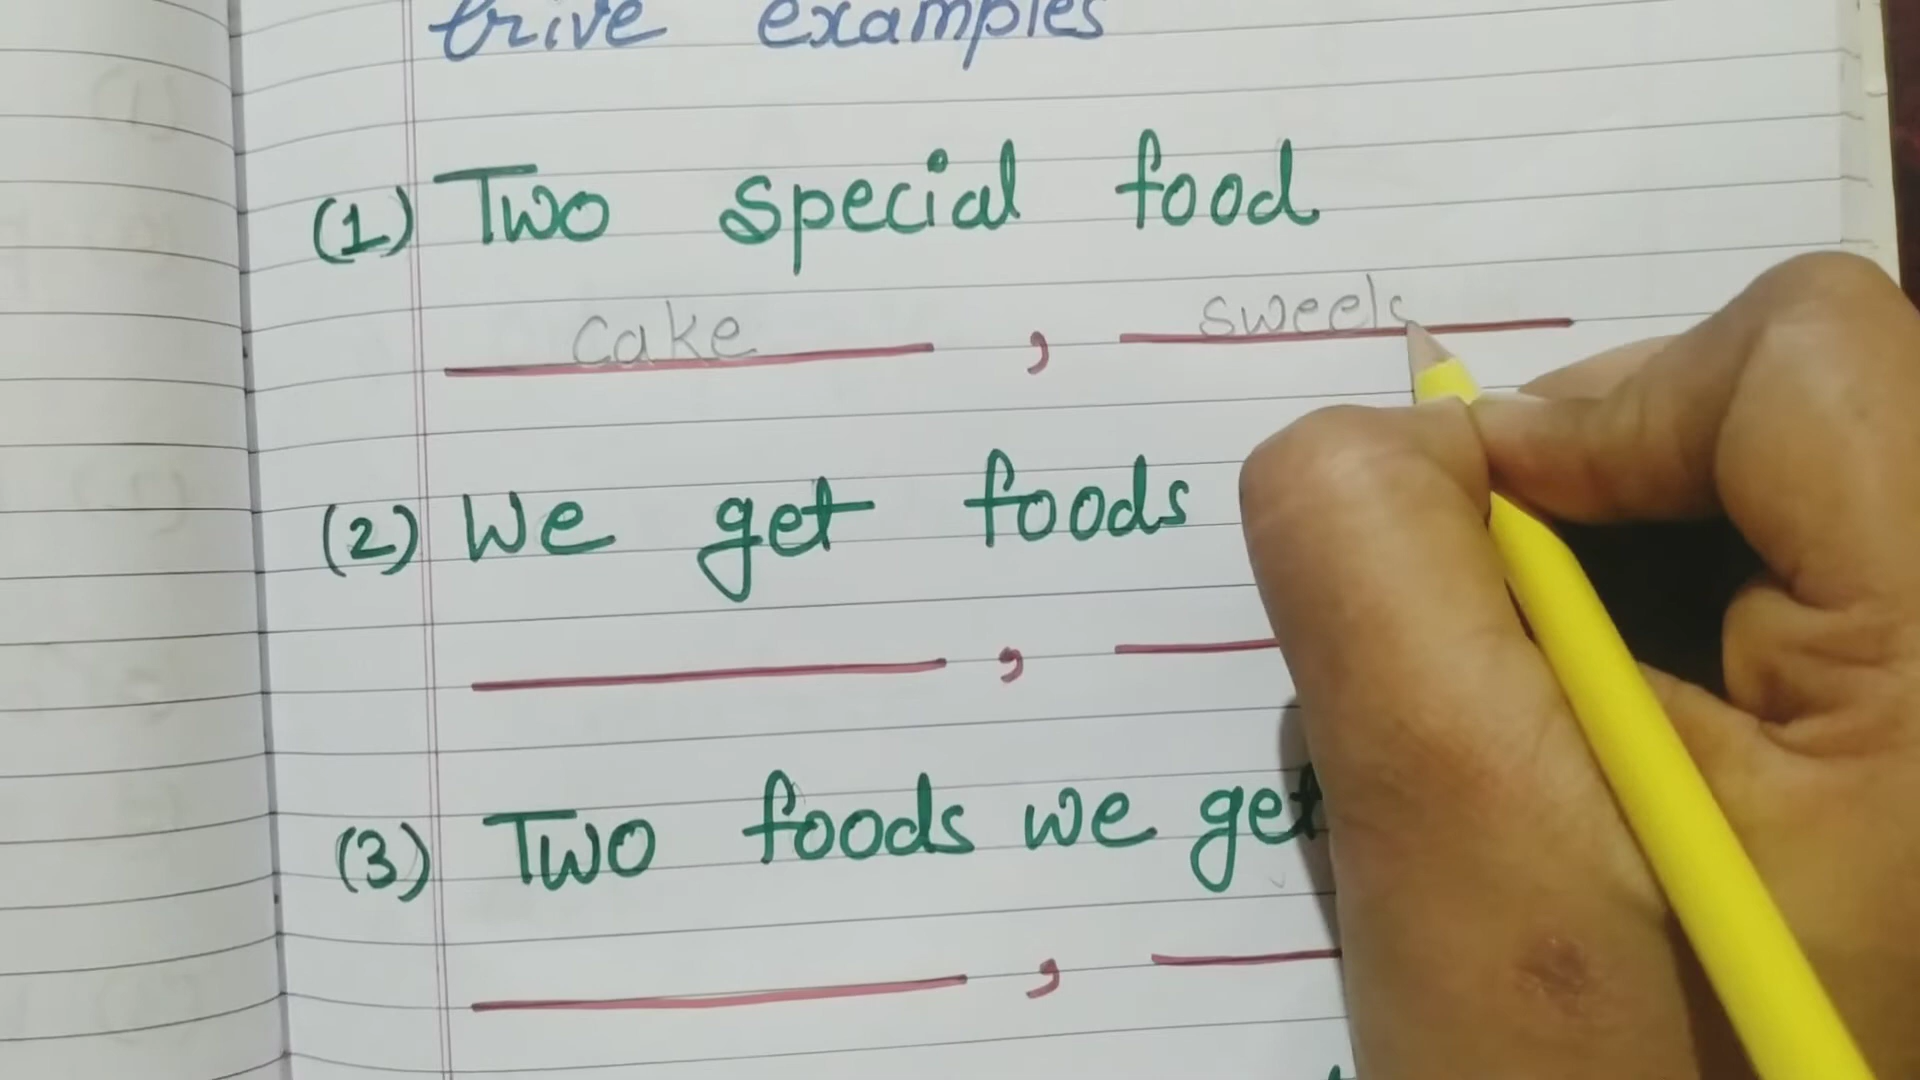 Give examples
(1) Two special food
cake , sweets
(2) We get foods
,
(3) Two foods we get
,